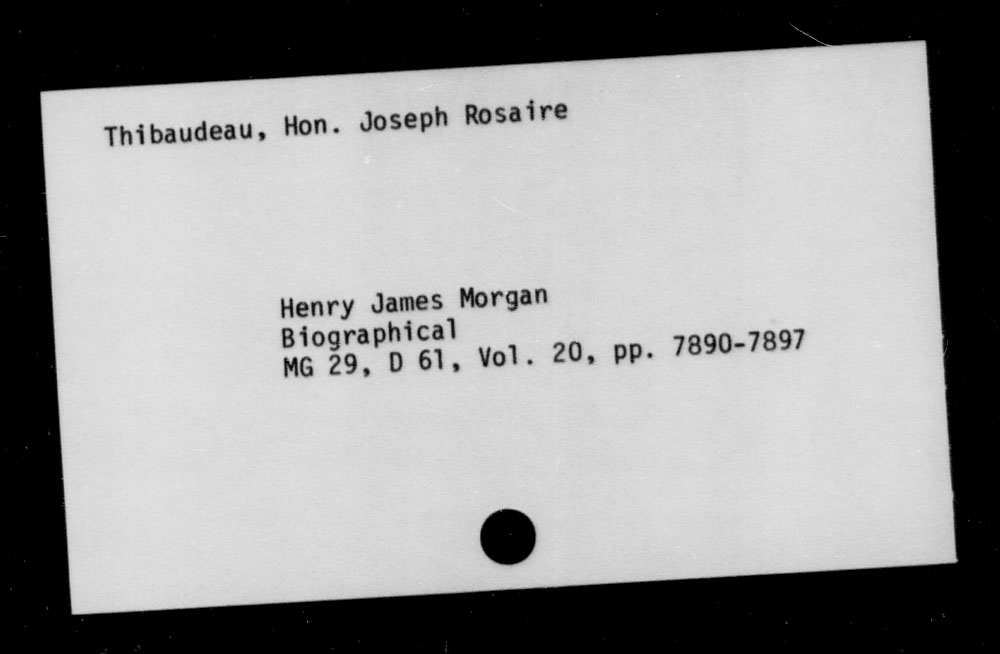 Thibaudeau, Hon. Joseph Rosaire
Henry James Morgan
Biographical
MG 29, D 61, Vol. 20, pp. 7890-7897